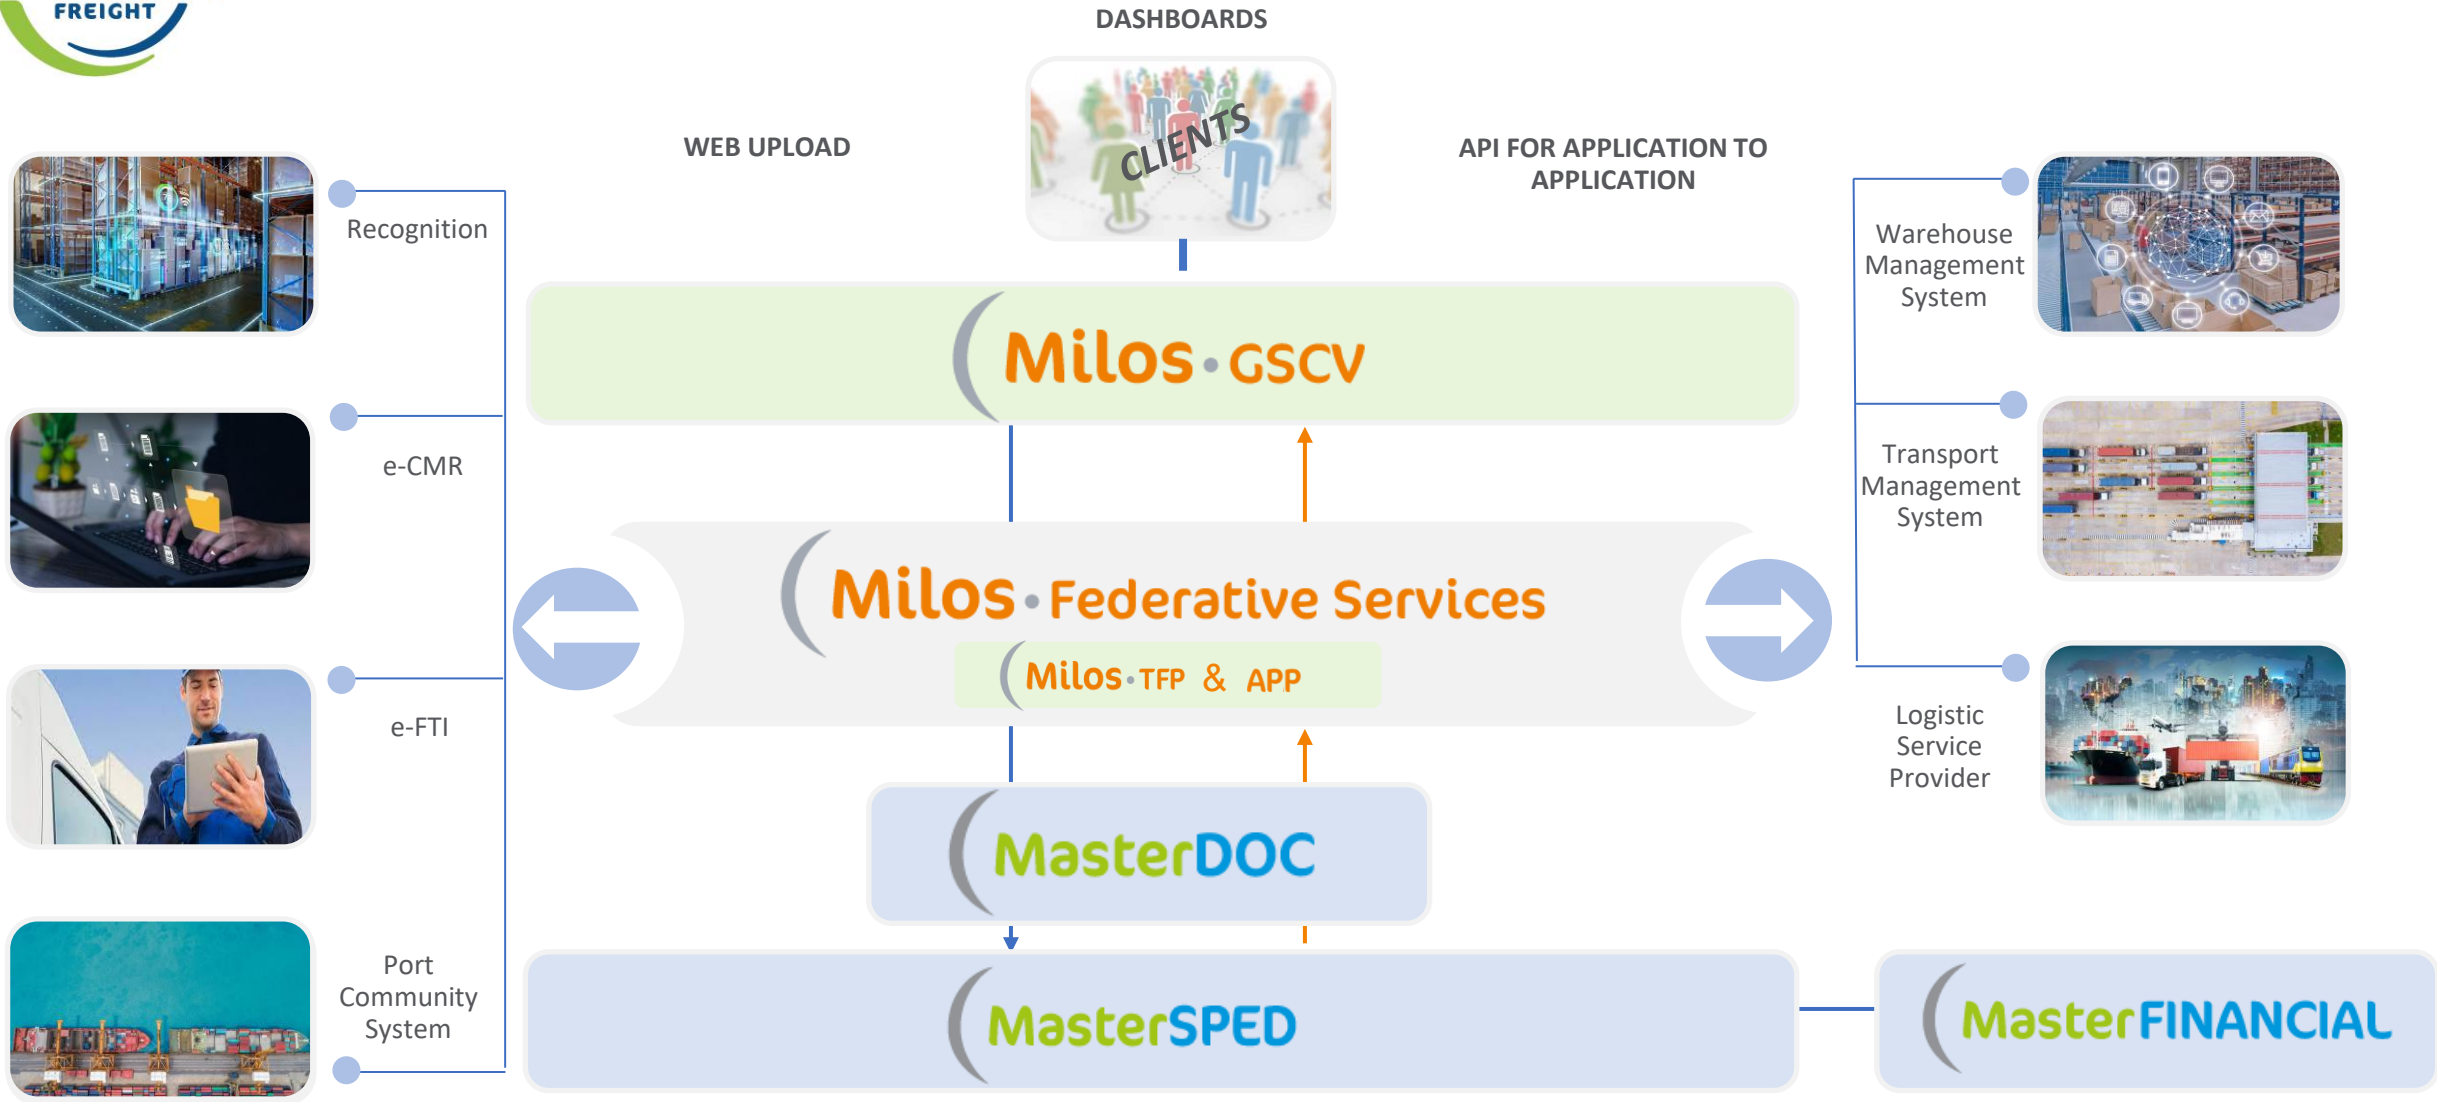 FREIGHT
DASHBOARDS
CLIENTS
WEB UPLOAD
API FOR APPLICATION TO
APPLICATION
Recognition
Warehouse
Management
System
Milos · GSCV
e-CMR
Transport
Management
System
Milos · Federative Services
Milos · TFP & APP
e-FTI
Logistic
Service
Provider
MasterDOC
Port
Community
System
MasterSPED
MasterFINANCIAL